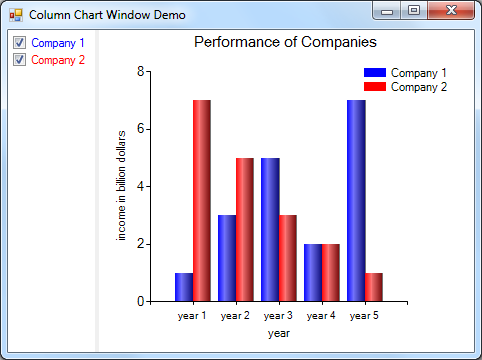 Column Chart Window Demo
Company 1
Company 2
Performance of Companies
Company 1
Company 2
income in billion dollars
8
6
4
2
0
year 1 year 2 year 3 year 4 year 5
year